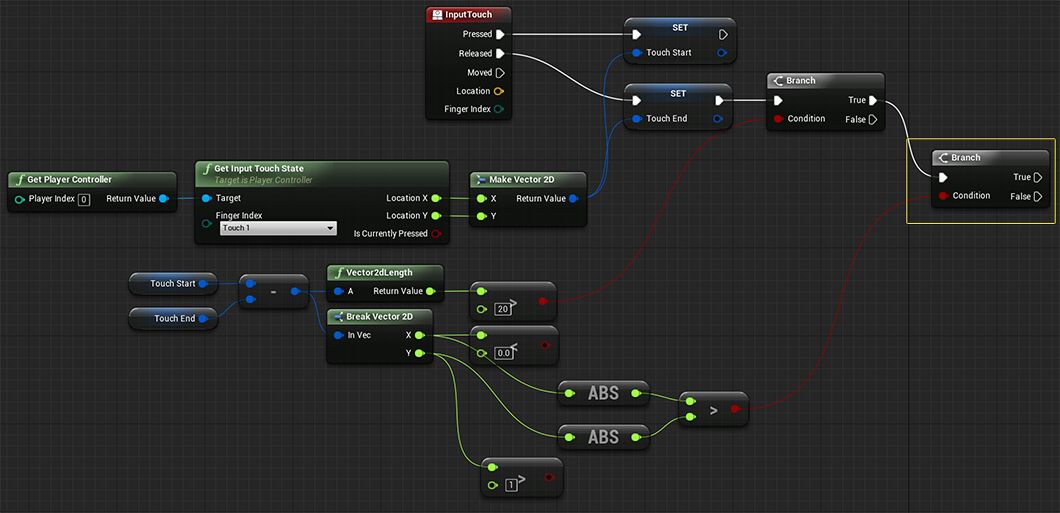 InputTouch
Pressed
Released
Moved
Location
Finger Index
SET
Touch Start
SET
Touch End
Branch
True
Condition False
Branch
True
Condition False
Get Player Controller
Player Index 0 Return Value
Get Input Touch State
Target is Player Controller
Target Location X
Finger Index Location Y
Touch 1
Is Currently Pressed
Make Vector 2D
X Return Value
Y
Touch Start
Touch End
-
Vector2dLength
A Return Value
Break Vector 2D
In Vec X
Y
>
20
<
0.0
ABS
ABS
>
>
1